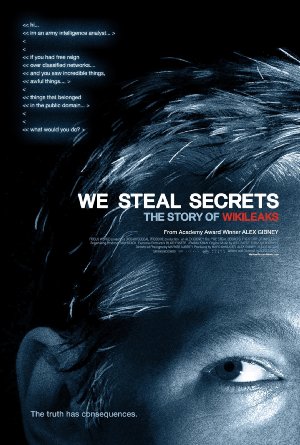 << hi... >
<< im an army intelligence analyst... >
<
<
<< if you had free reign
<< over classified networks....
<< and you saw incredible things,
<< awful things... >
<
<< things that belonged
<< in the public domain... >
<
<< what would you do? >
WE STEAL SECRETS
THE STORY OF WIKILEAKS
From Academy Award Winner ALEX GIBNEY
The truth has consequences.